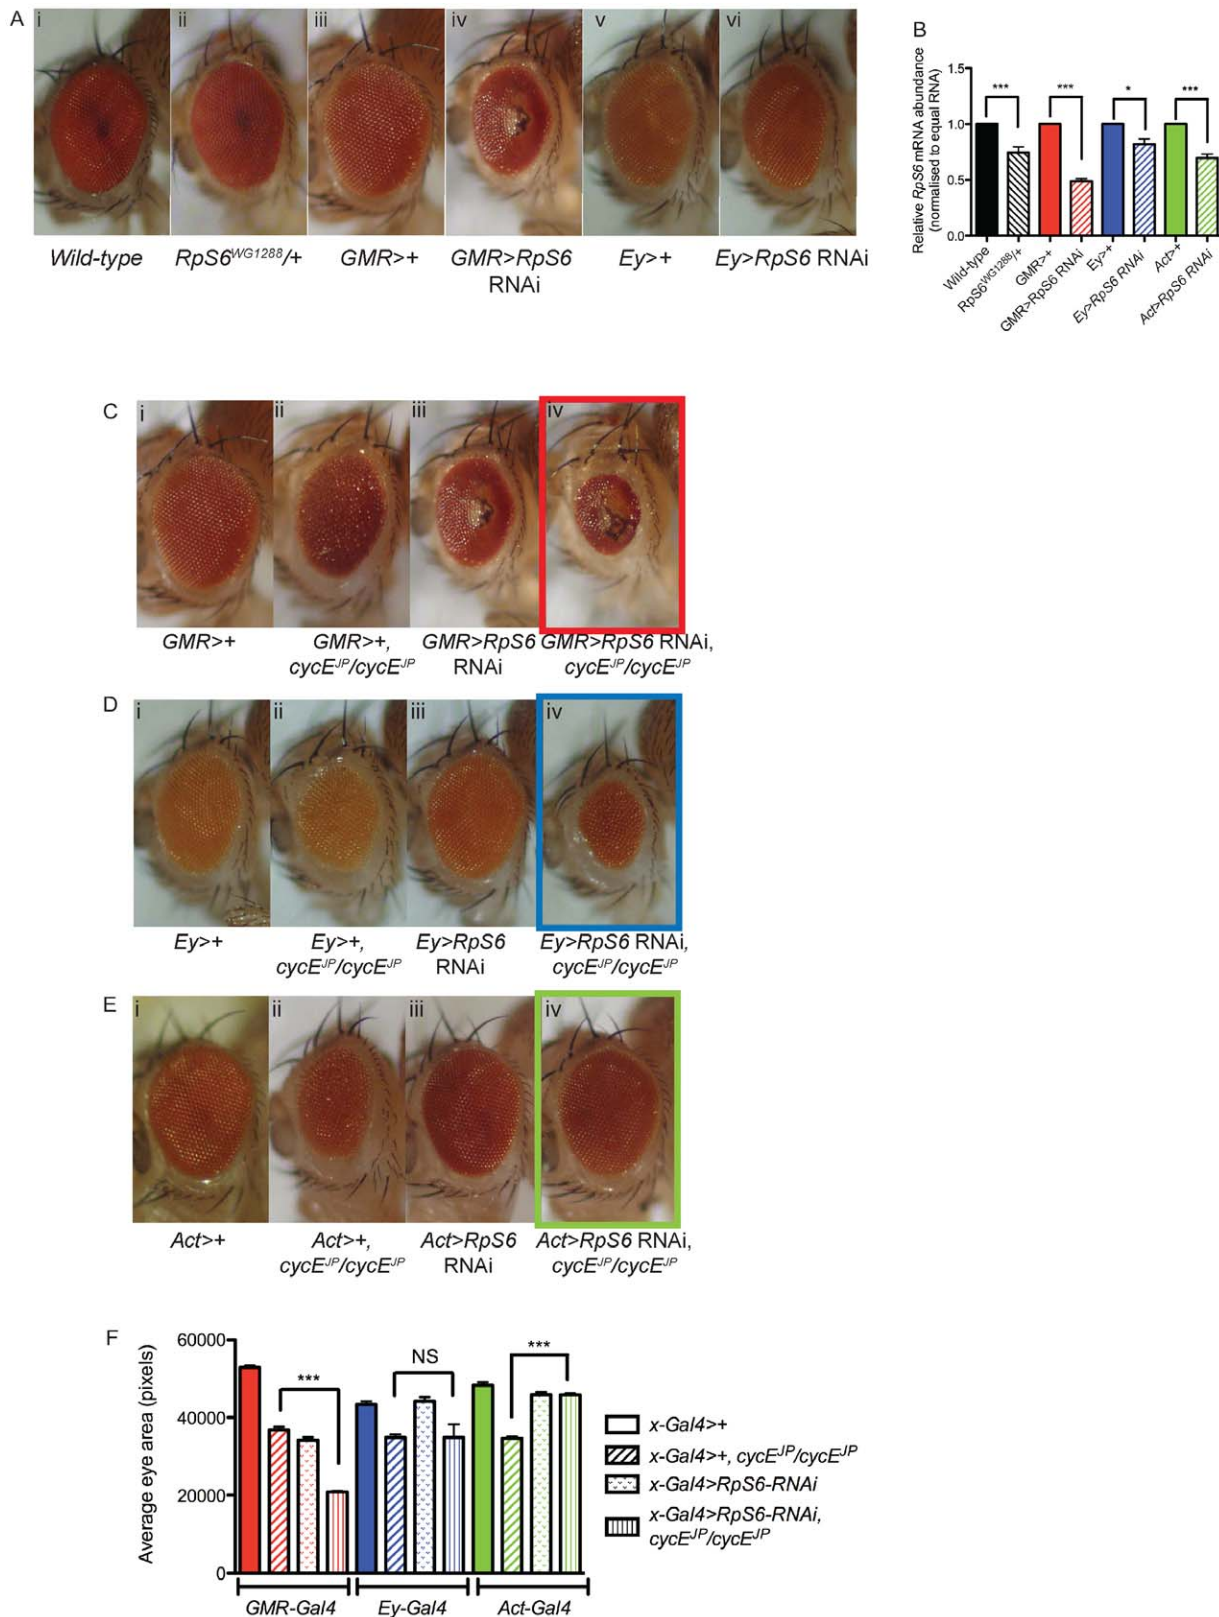 A
i
ii
iii
iv
v
vi
Wild-type
RpS6WG1288/+
GMR>+
GMR>RpS6
RNAi
Ey>+
Ey>RpS6 RNAi
B
Relative RpS6 mRNA abundance
(normalised to equal RNA)
1.5
1.0
0.5
0.0
***
***
*
***
Wild-type
RpS6WG1288/+
GMR>+
GMR>RpS6 RNAi
Ey>+
Ey>RpS6 RNAi
Act>+
Act>RpS6 RNAi
C
i
ii
iii
iv
GMR>+
GMR>+,
cycEJP/cycEJP
GMR>RpS6
RNAi
GMR>RpS6 RNAi,
cycEJP/cycEJP
D
i
ii
iii
iv
Ey>+
Ey>+,
cycEJP/cycEJP
Ey>RpS6
RNAi
Ey>RpS6 RNAi,
cycEJP/cycEJP
E
i
ii
iii
iv
Act>+
Act>+,
cycEJP/cycEJP
Act>RpS6
RNAi
Act>RpS6 RNAi,
cycEJP/cycEJP
F
Average eye area (pixels)
60000
40000
20000
0
***
NS
***
GMR-Gal4
Ey-Gal4
Act-Gal4
x-Gal4>+
x-Gal4>+, cycEJP/cycEJP
x-Gal4>RpS6-RNAi
x-Gal4>RpS6-RNAi,
cycEJP/cycEJP